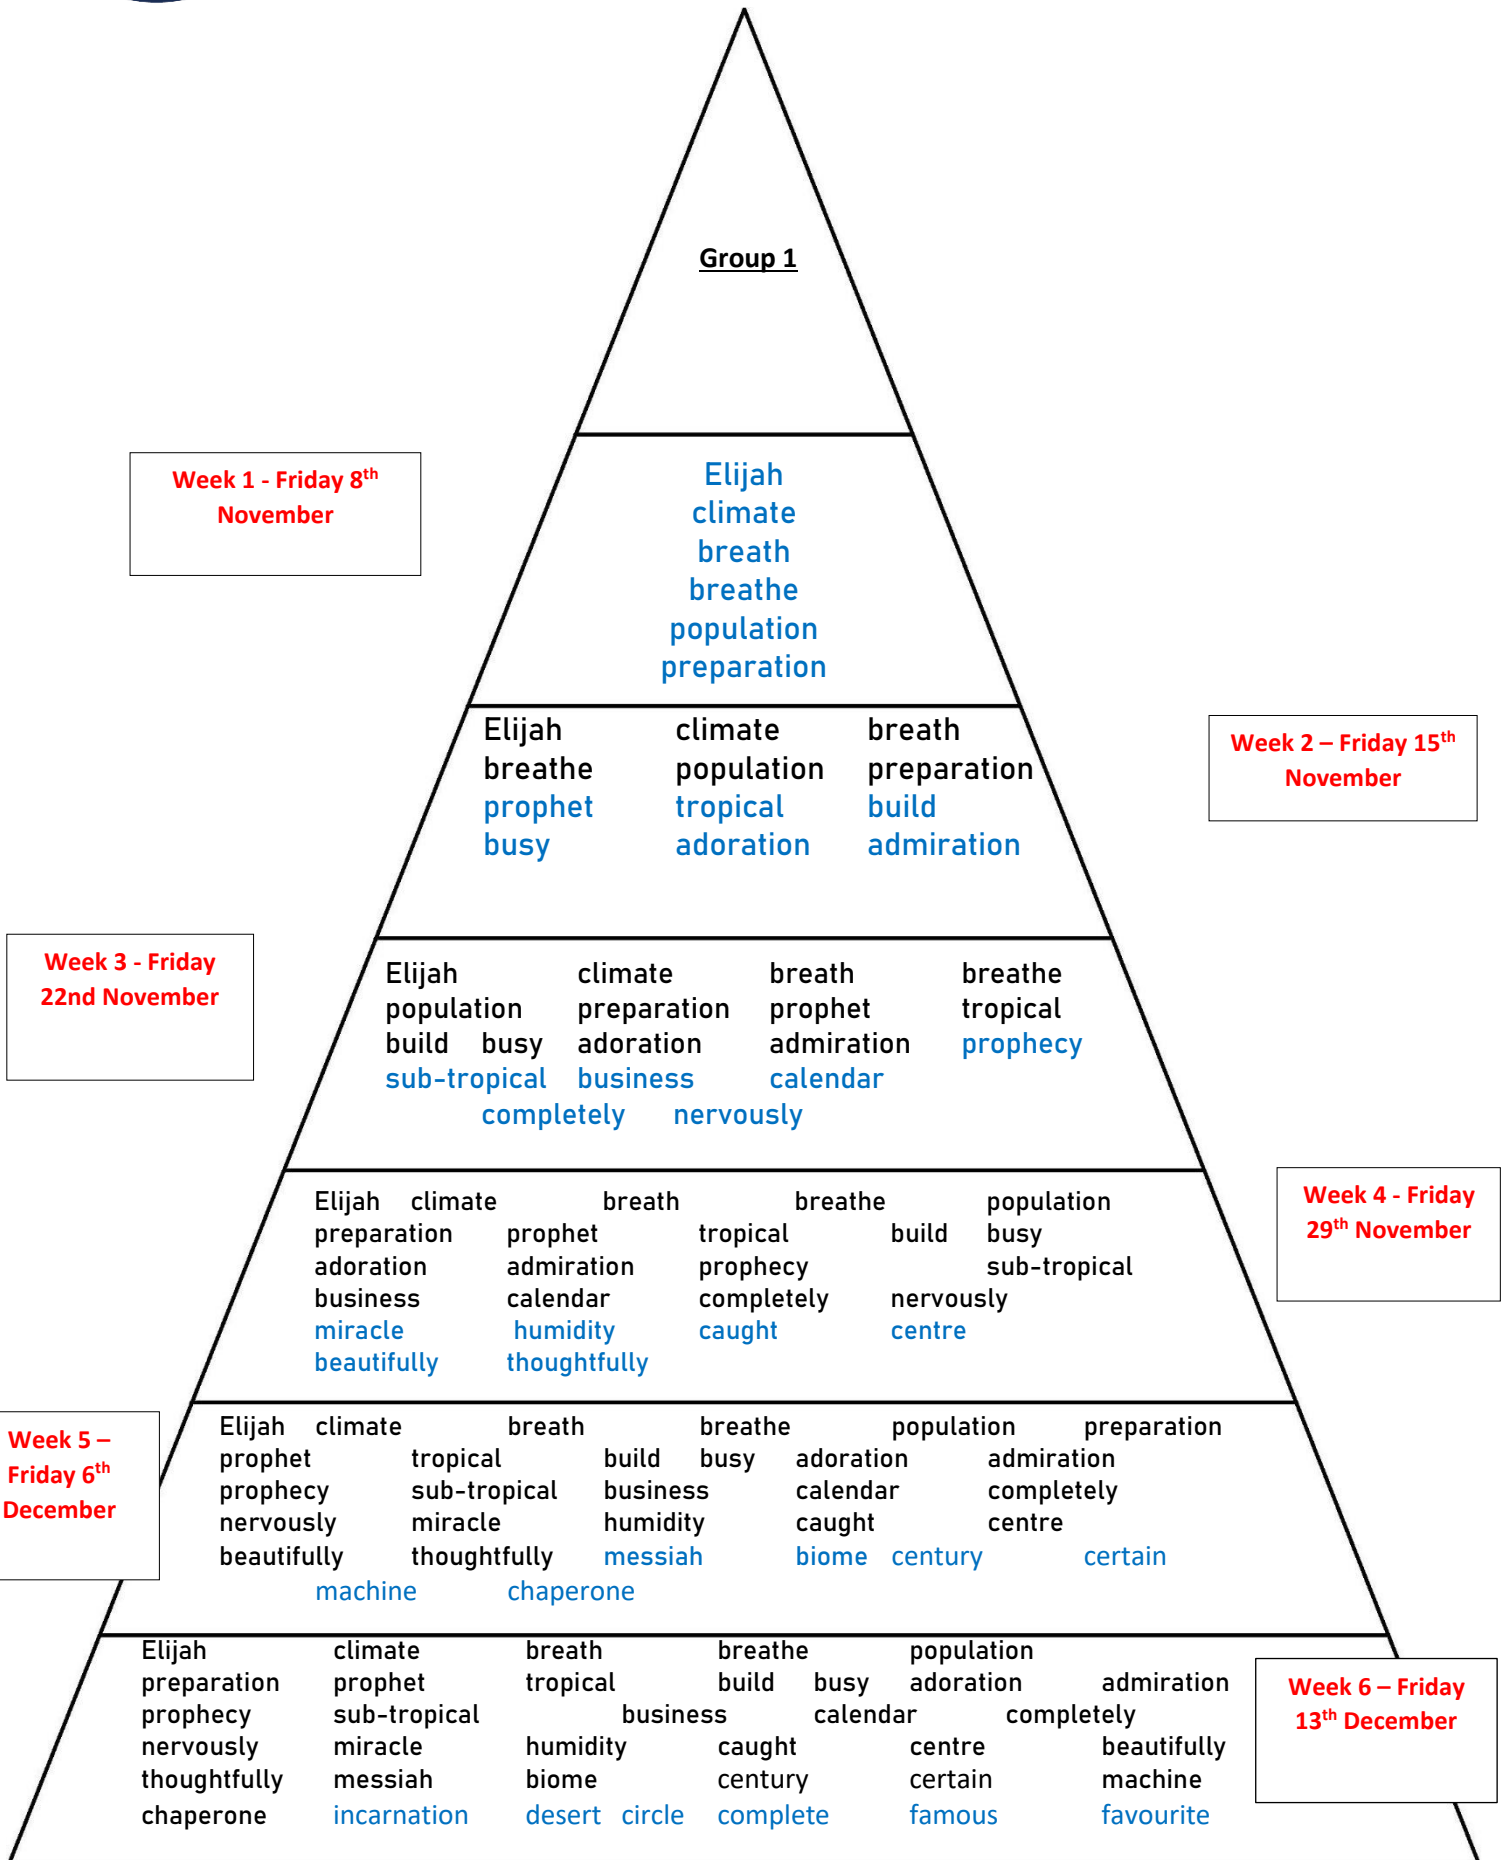 Group 1
Week 1 - Friday 8th
November
Elijah
climate
breath
breathe
population
preparation
Week 2 – Friday 15th
November
Elijah climate breath
breathe population preparation
prophet tropical build
busy adoration admiration
Week 3 - Friday
22nd November
Elijah climate breath breathe
population preparation prophet tropical
build busy adoration admiration prophecy
sub-tropical business calendar
completely nervously
Week 4 - Friday
29th November
Elijah climate breath breathe population
preparation prophet tropical build busy
adoration admiration prophecy sub-tropical
business calendar completely nervously
miracle humidity caught centre
beautifully thoughtfully
Week 5 –
Friday 6th
December
Elijah climate breath breathe population preparation
prophet tropical build busy adoration admiration
prophecy sub-tropical business calendar completely
nervously miracle humidity caught centre
beautifully thoughtfully messiah biome century certain
machine chaperone
Week 6 – Friday
13th December
Elijah climate breath breathe population
preparation prophet tropical build busy adoration admiration
prophecy sub-tropical business calendar completely
nervously miracle humidity caught centre beautifully
thoughtfully messiah biome century certain machine
chaperone incarnation desert circle complete famous favourite